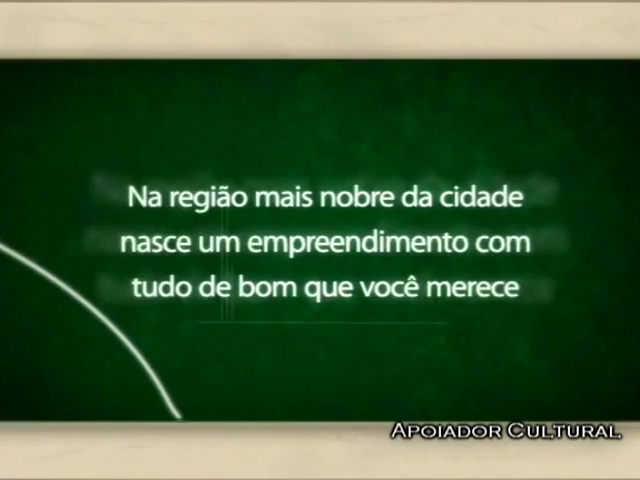 Na região mais nobre da cidade
nasce um empreendimento com
tudo de bom que você merece
Apoiador Cultural